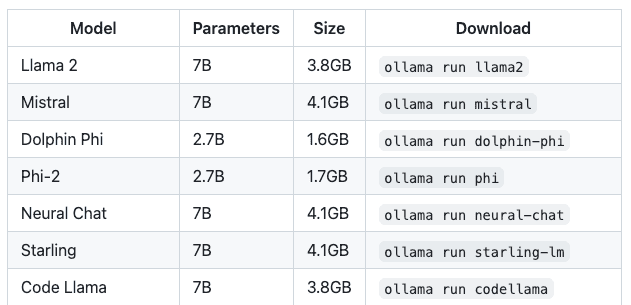 Model Parameters Size Download
Llama 2 7B 3.8GB ollama run llama2
Mistral 7B 4.1GB ollama run mistral
Dolphin Phi 2.7B 1.6GB ollama run dolphin-phi
Phi-2 2.7B 1.7GB ollama run phi
Neural Chat 7B 4.1GB ollama run neural-chat
Starling 7B 4.1GB ollama run starling-lm
Code Llama 7B 3.8GB ollama run codellama